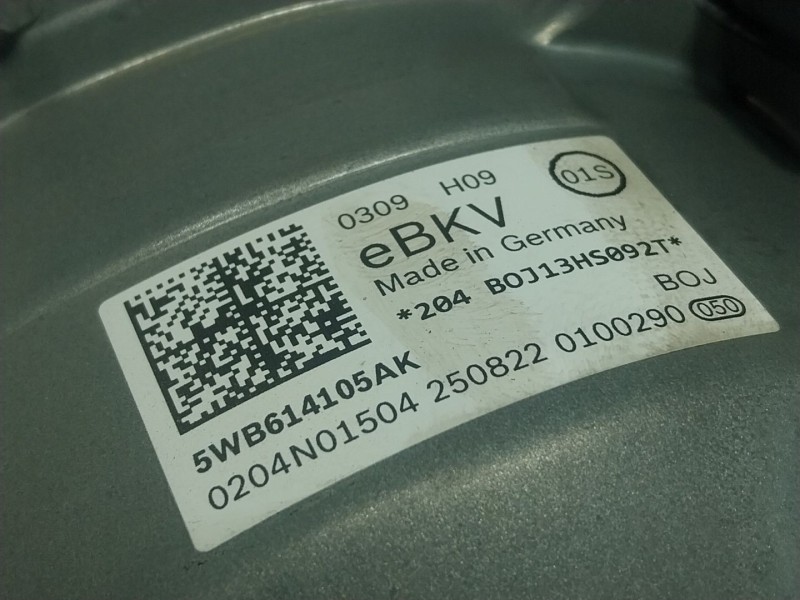 0309 H09 01S
eBKV
Made in Germany
*204 BOJ13HS092T*
BOJ
5WB614105AK
0204N01504 250822 0100290 050